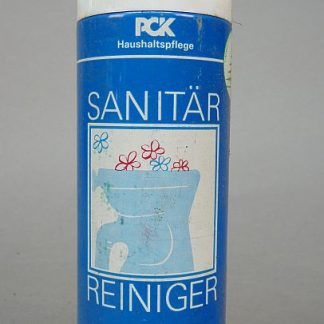 PCK
Haushaltspflege
SANITÄR
REINIGER